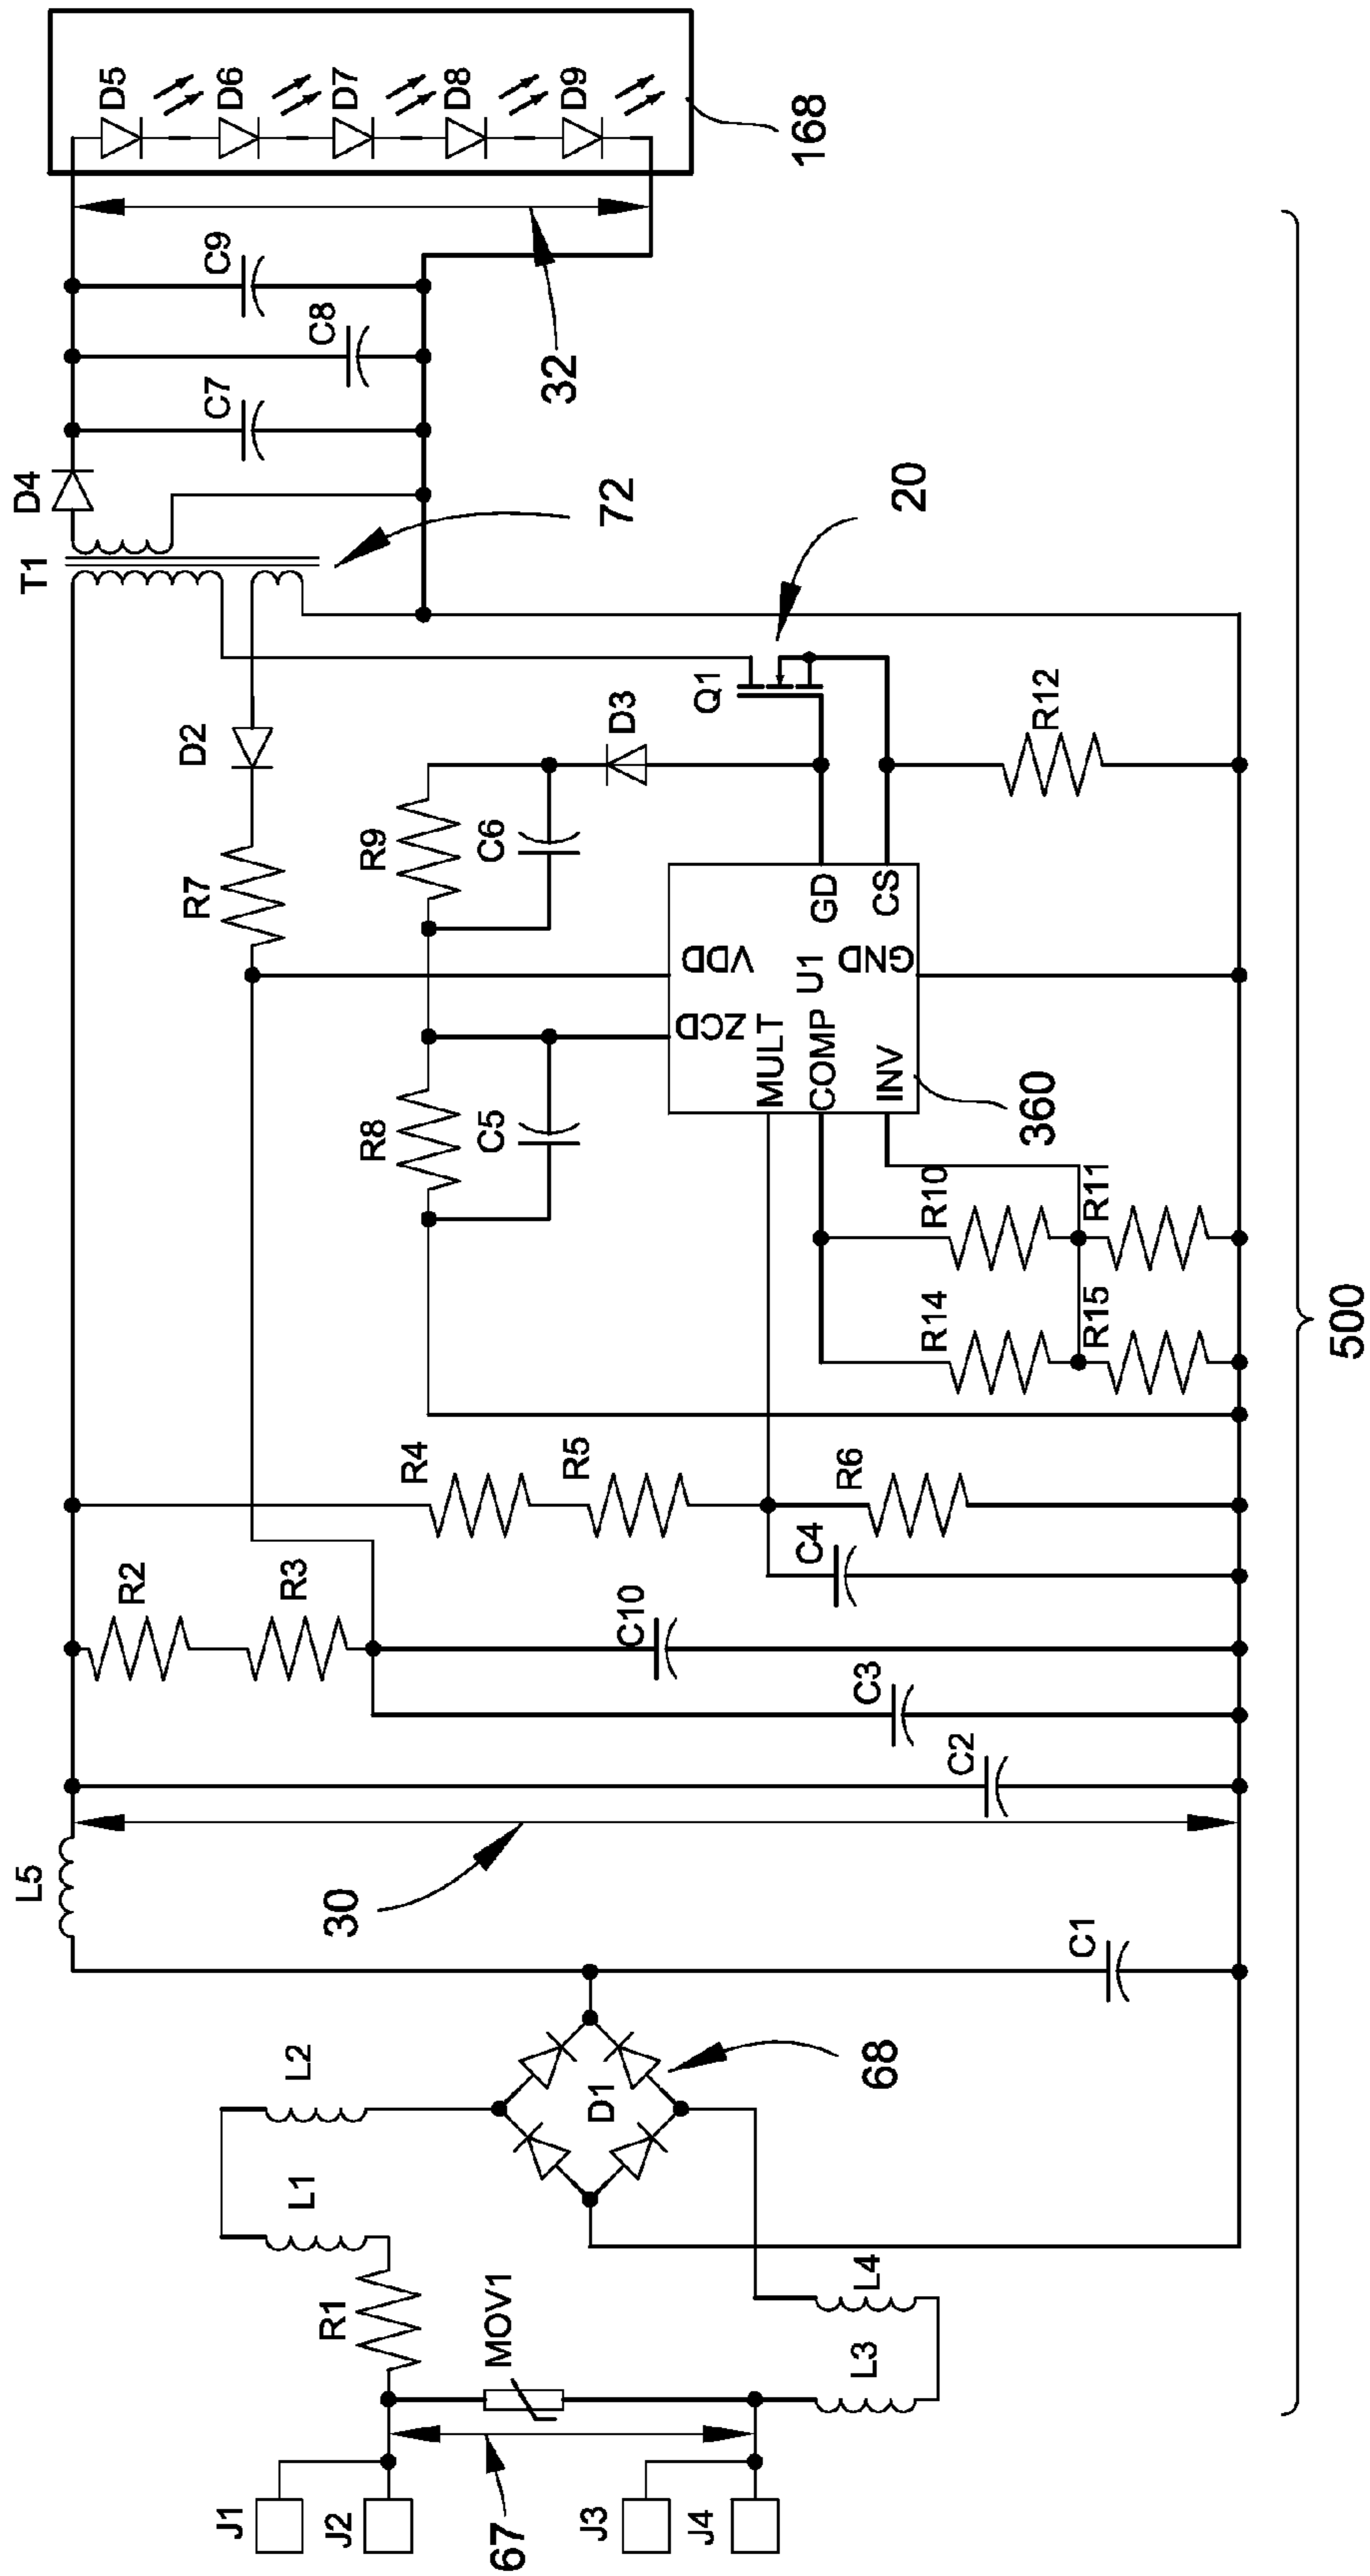 J1
J2
J3
J4
67
MOV1
R1
L1
L2
L3
L4
D1
68
C1
L5
30
C2
C3
C10
R2
R3
C4
R4
R5
R6
R14
R15
R10
R11
R8
C5
R9
C6
R7
D2
D3
MULT
COMP
INV
ZCD
VDD
U1
GND
GD
CS
360
Q1
20
R12
T1
72
D4
C7
C8
C9
32
D5
D6
D7
D8
D9
168
500